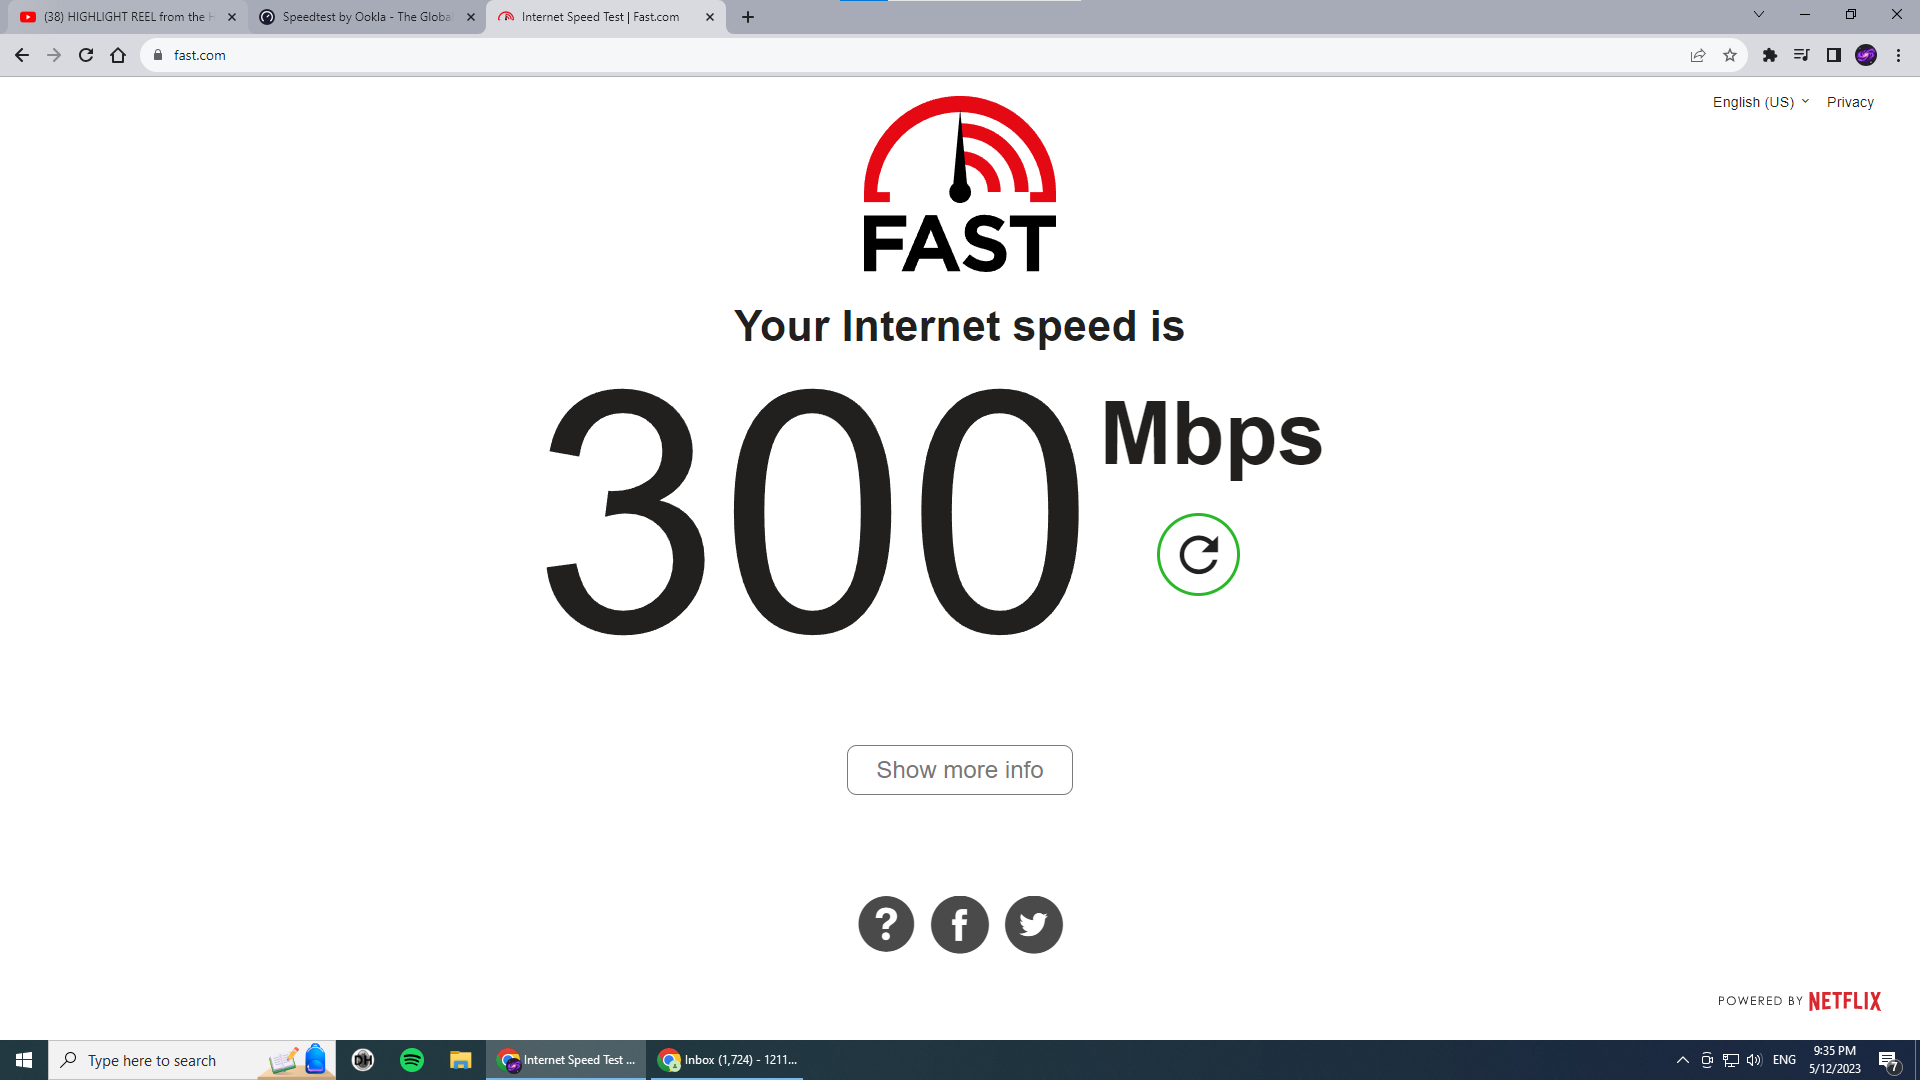 (38) HIGHLIGHT REEL from the H
Speedtest by Ookla - The Global
Internet Speed Test | Fast.com
fast.com
English (US)
Privacy
FAST
Your Internet speed is
300 Mbps
Show more info
?
f
POWERED BY NETFLIX
Type here to search
DH
Internet Speed Test ...
Inbox (1,724) - 1211...
ENG
9:35 PM
5/12/2023
7